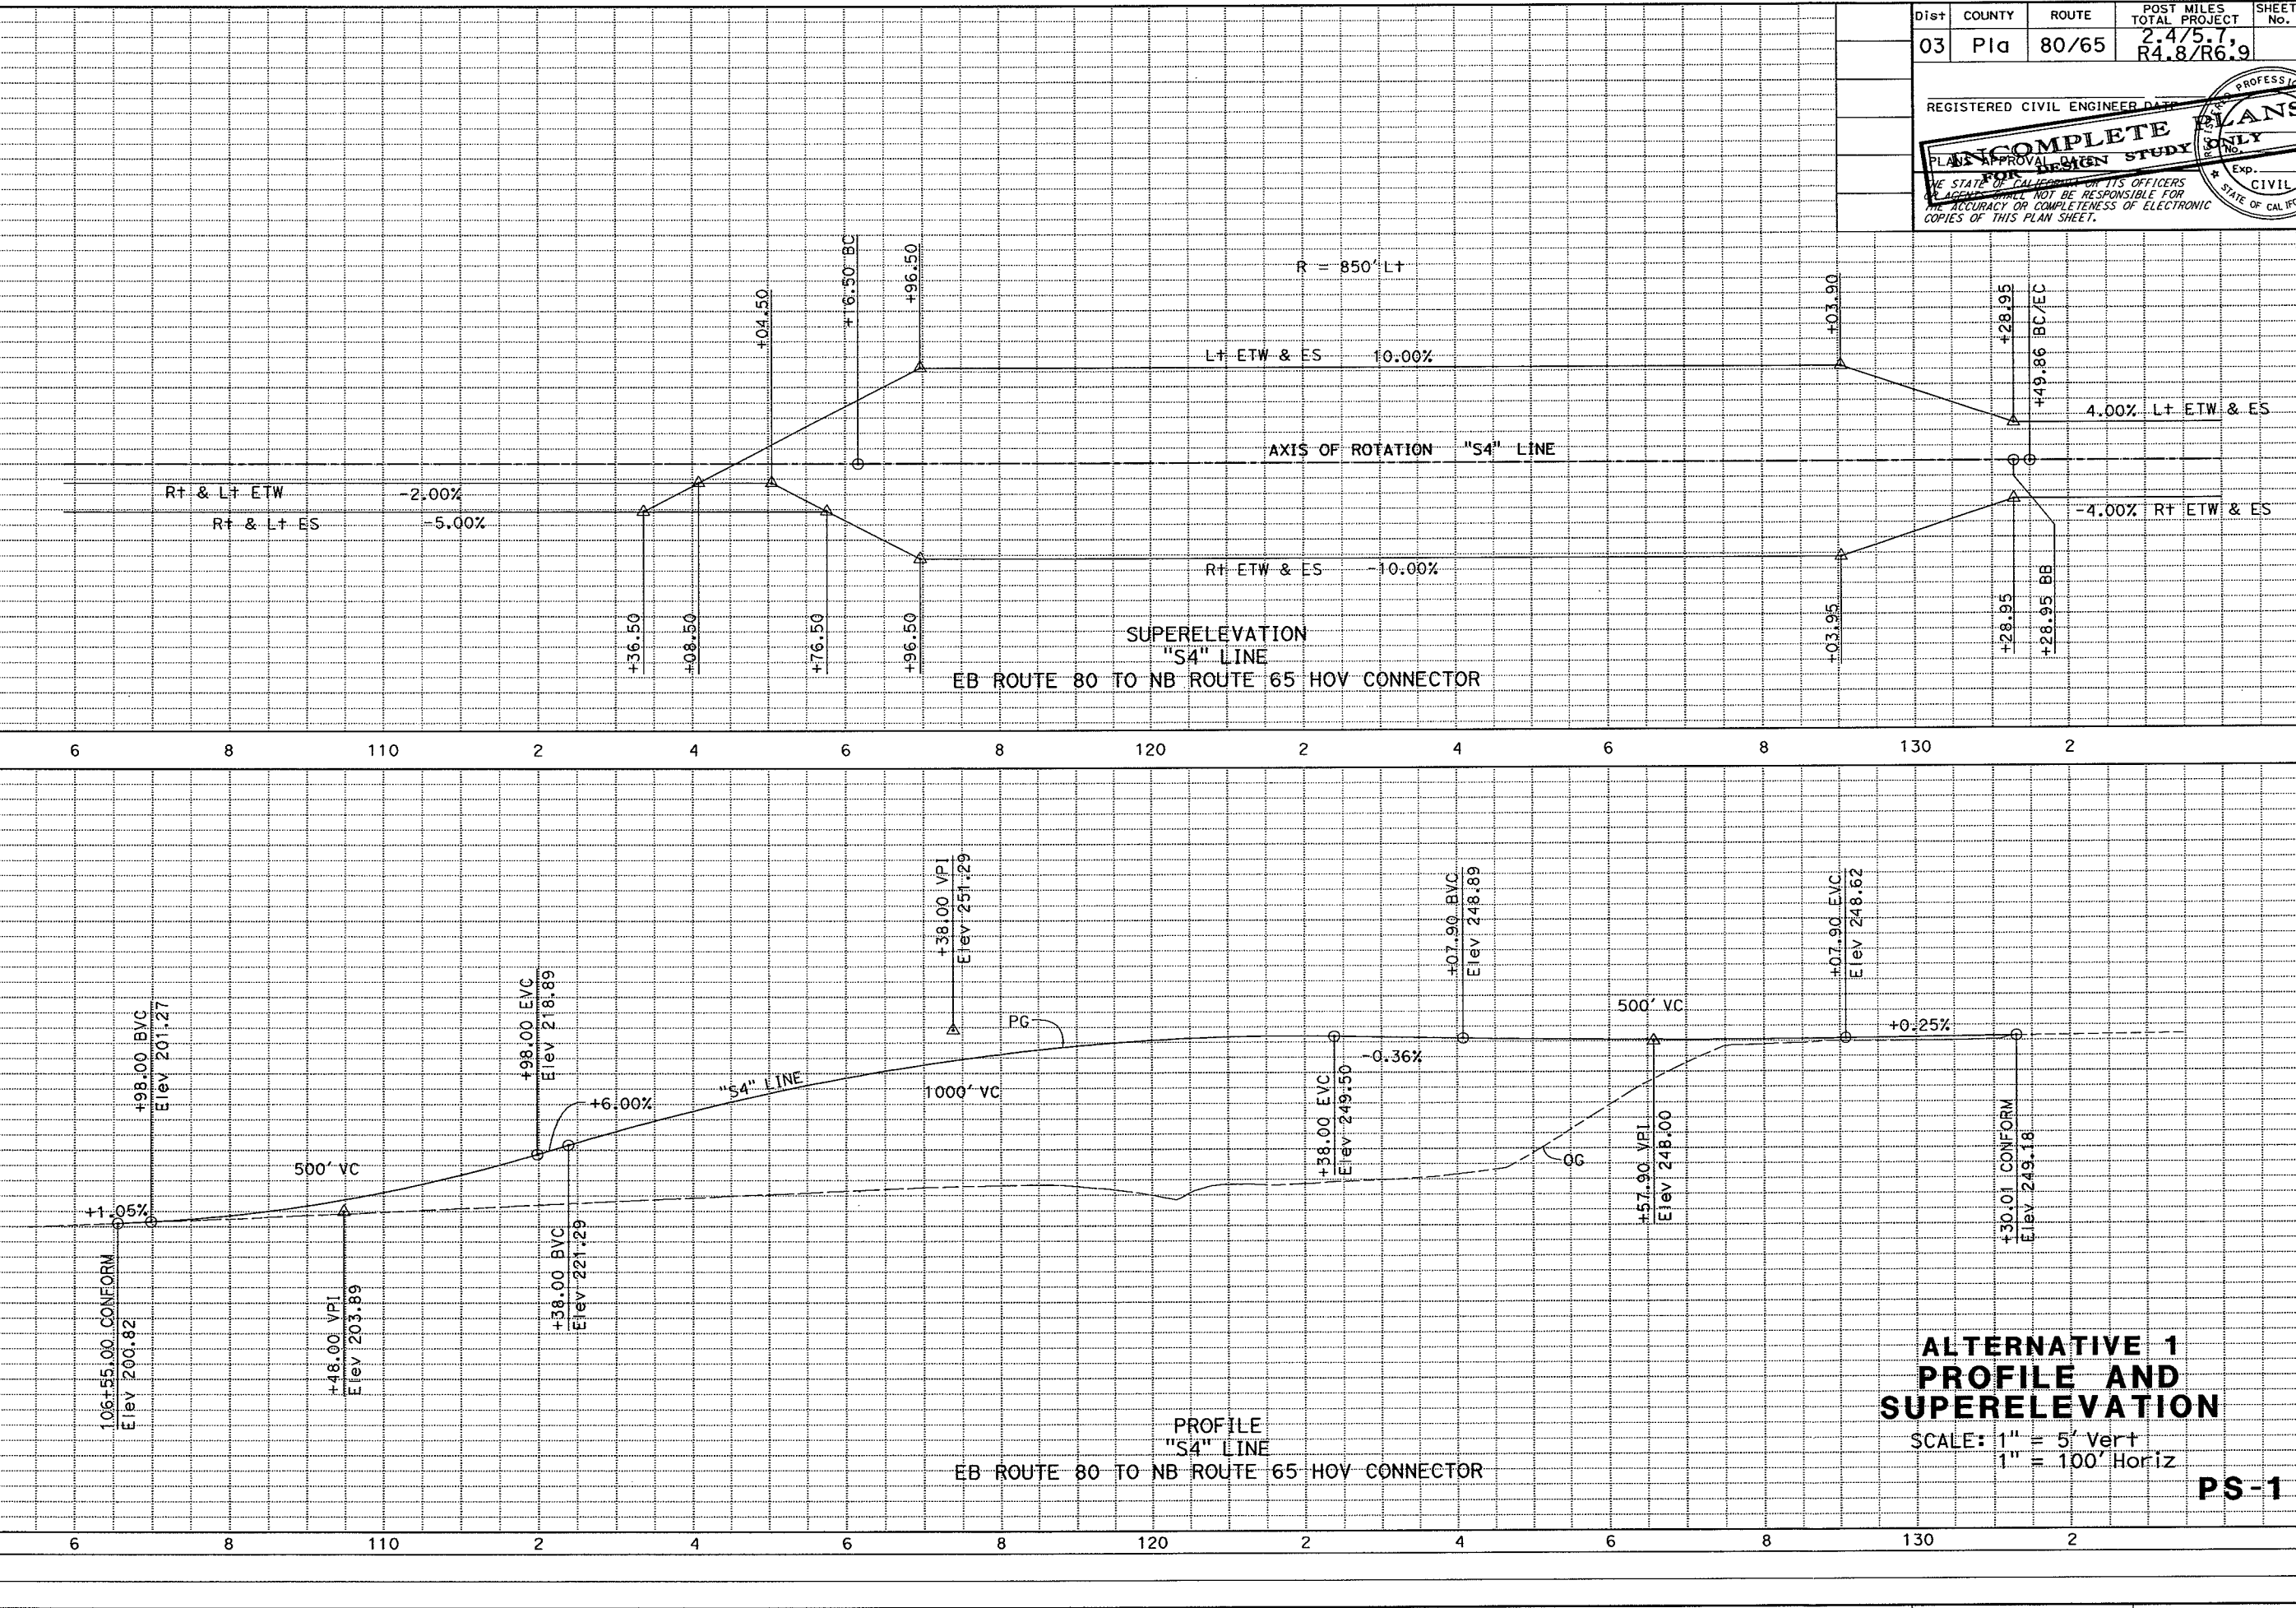 Dist COUNTY ROUTE POST MILES TOTAL PROJECT SHEET No.
03 Pla 80/65 2.4/5.7, R4.8/R6.9
REGISTERED CIVIL ENGINEER DATE
PLANS APPROVAL DATE
INCOMPLETE PLANS
FOR DESIGN STUDY ONLY
THE STATE OF CALIFORNIA OR ITS OFFICERS
OR AGENTS SHALL NOT BE RESPONSIBLE FOR
THE ACCURACY OR COMPLETENESS OF ELECTRONIC
COPIES OF THIS PLAN SHEET.
No.
Exp.
CIVIL
+04.50
+16.50 BC
+96.50
R = 850' Lt
+03.90
+28.95
+49.86 BC/EC
Lt ETW & ES 10.00%
4.00% Lt ETW & ES
AXIS OF ROTATION "S4" LINE
Rt & Lt ETW -2.00%
Rt & Lt ES -5.00%
-4.00% Rt ETW & ES
Rt ETW & ES -10.00%
+36.50
+08.50
+76.50
+96.50
+03.95
+28.95
+28.95 BB
SUPERELEVATION
"S4" LINE
EB ROUTE 80 TO NB ROUTE 65 HOV CONNECTOR
6 8 110 2 4 6 8 120 2 4 6 8 130 2
+98.00 BVC
Elev 201.27
+98.00 EVC
Elev 218.89
+38.00 VPI
Elev 251.29
+07.90 BVC
Elev 248.89
+07.90 EVC
Elev 248.62
500' VC
PG
+0.25%
-0.36%
"S4" LINE
1000' VC
+6.00%
500' VC
OG
+1.05%
106+55.00 CONFORM
Elev 200.82
+48.00 VPI
Elev 203.89
+38.00 BVC
Elev 221.29
+38.00 EVC
Elev 249.50
+57.90 VPI
Elev 248.00
+30.01 CONFORM
Elev 249.18
PROFILE
"S4" LINE
EB ROUTE 80 TO NB ROUTE 65 HOV CONNECTOR
ALTERNATIVE 1
PROFILE AND
SUPERELEVATION
SCALE: 1" = 5' Vert
1" = 100' Horiz
PS-1
6 8 110 2 4 6 8 120 2 4 6 8 130 2